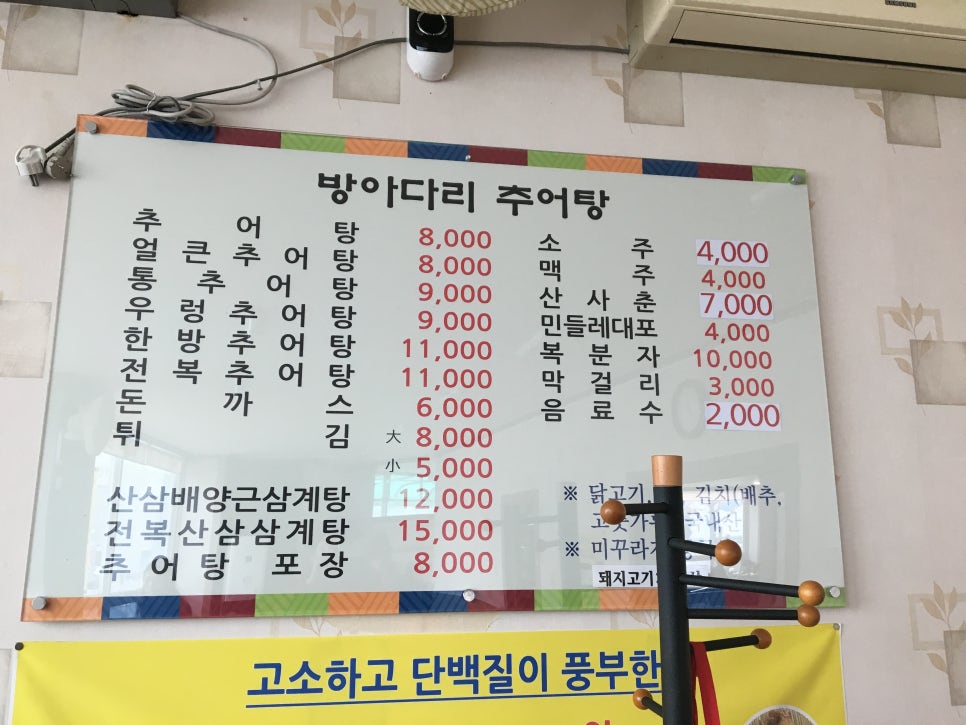 방아다리 추어탕
추어탕 8,000
얼큰추어탕 8,000
통추어탕 9,000
우렁추어탕 9,000
한방추어탕 11,000
전복추어탕 11,000
돈까스 6,000
튀김 大 8,000
小 5,000
산삼배양근삼계탕 12,000
전복산삼삼계탕 15,000
추어탕 포장 8,000
소주 4,000
맥주 4,000
산사춘 7,000
민들레대포 4,000
복분자 10,000
막걸리 3,000
음료수 2,000
※ 닭고기, 김치(배추,
※
돼지고기
고소하고 단백질이 풍부한